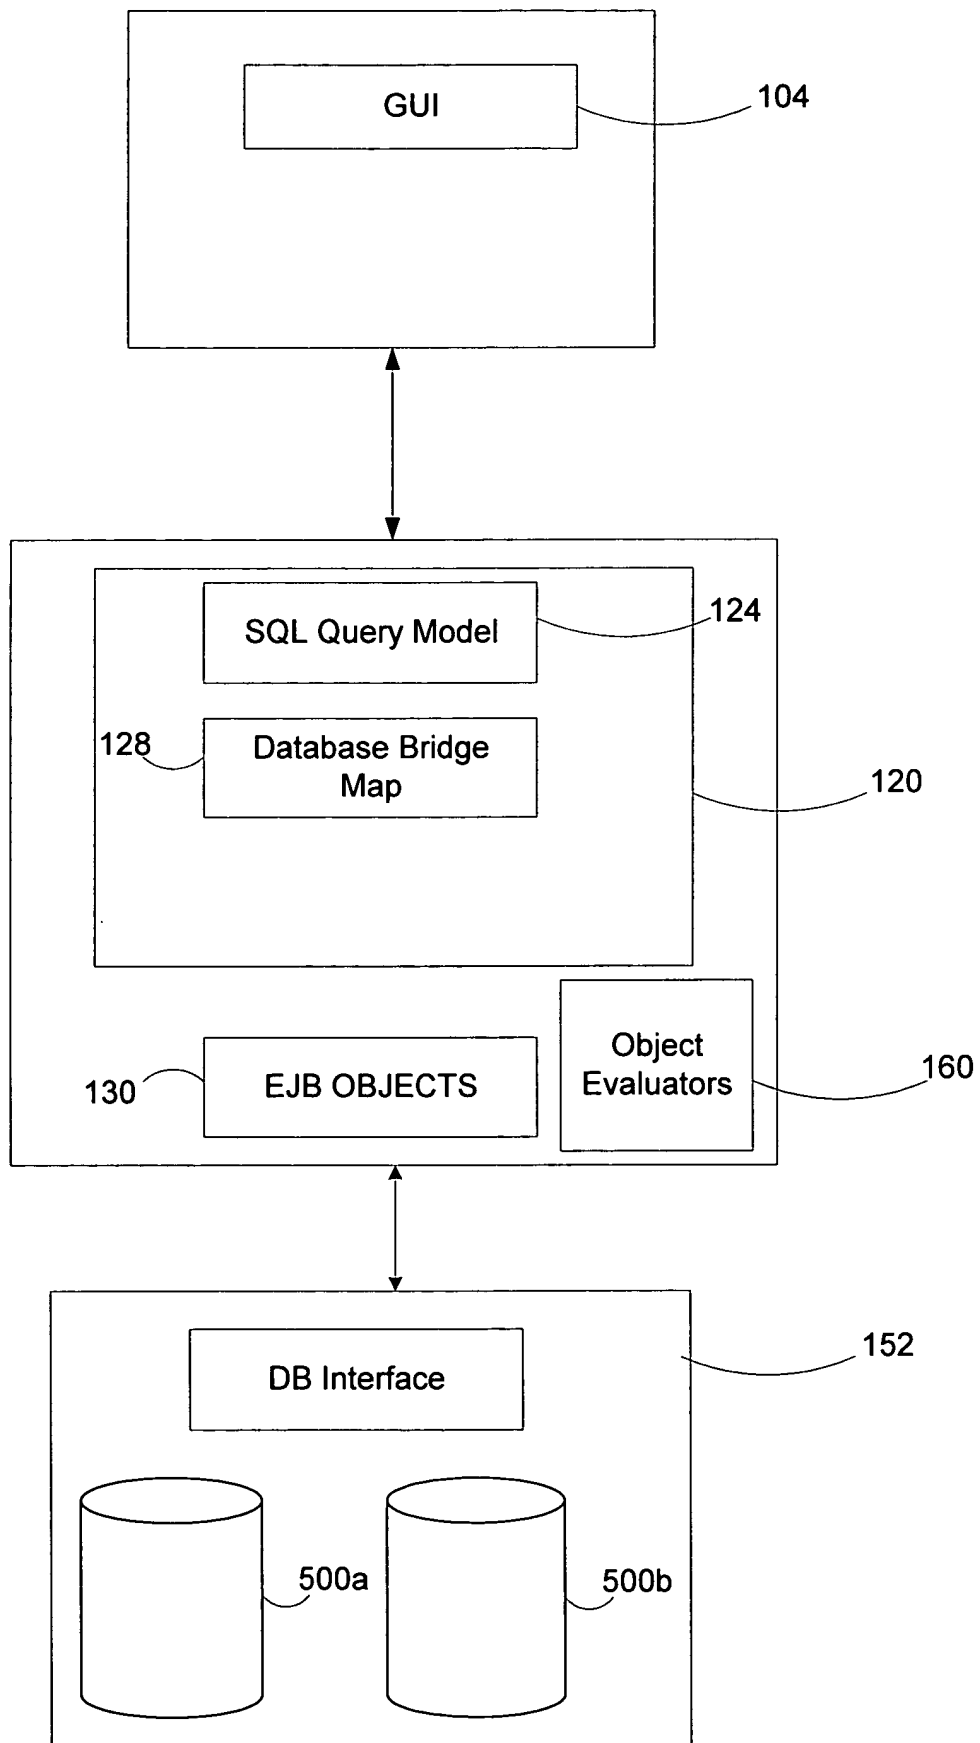 GUI
104
SQL Query Model
124
128
Database Bridge
Map
120
130
EJB OBJECTS
Object
Evaluators
160
DB Interface
152
500a
500b